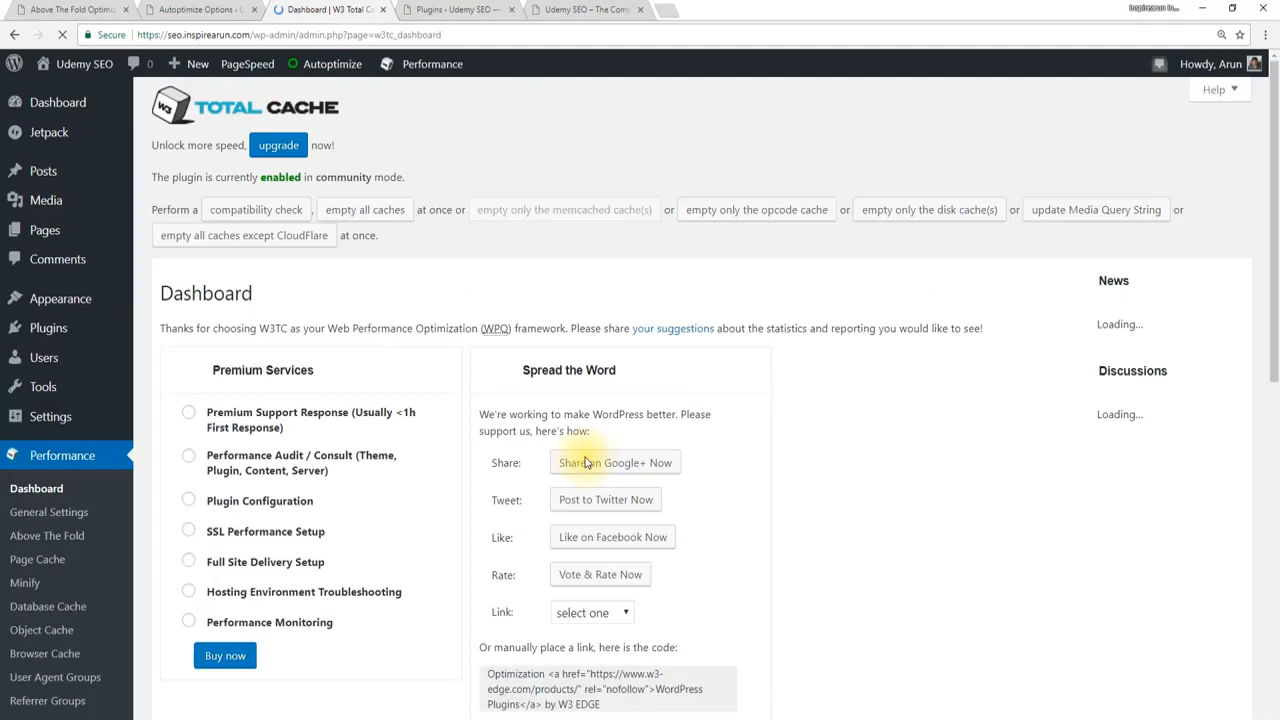 Above The Fold Optimiz
Autoptimize Options ‹ U
Dashboard | W3 Total Ca
Plugins ‹ Udemy SEO —
Udemy SEO – The Comp
Inspirearun In...
Secure
https://seo.inspirearun.com/wp-admin/admin.php?page=w3tc_dashboard
Udemy SEO
0
New
PageSpeed
Autoptimize
Performance
Howdy, Arun
Dashboard
Jetpack
Posts
Media
Pages
Comments
Appearance
Plugins
Users
Tools
Settings
Performance
Dashboard
General Settings
Above The Fold
Page Cache
Minify
Database Cache
Object Cache
Browser Cache
User Agent Groups
Referrer Groups
Help
W3 TOTAL CACHE
Unlock more speed, upgrade now!
The plugin is currently enabled in community mode.
Perform a compatibility check , empty all caches at once or empty only the memcached cache(s) or empty only the opcode cache or empty only the disk cache(s) or update Media Query String or
empty all caches except CloudFlare at once.
Dashboard
Thanks for choosing W3TC as your Web Performance Optimization (WPO) framework. Please share your suggestions about the statistics and reporting you would like to see!
Premium Services
Premium Support Response (Usually <1h
First Response)
Performance Audit / Consult (Theme,
Plugin, Content, Server)
Plugin Configuration
SSL Performance Setup
Full Site Delivery Setup
Hosting Environment Troubleshooting
Performance Monitoring
Buy now
Spread the Word
We're working to make WordPress better. Please
support us, here's how:
Share: Share on Google+ Now
Tweet: Post to Twitter Now
Like: Like on Facebook Now
Rate: Vote & Rate Now
Link: select one
Or manually place a link, here is the code:
Optimization <a href="https://www.w3-
edge.com/products/" rel="nofollow">WordPress
Plugins</a> by W3 EDGE
News
Loading...
Discussions
Loading...